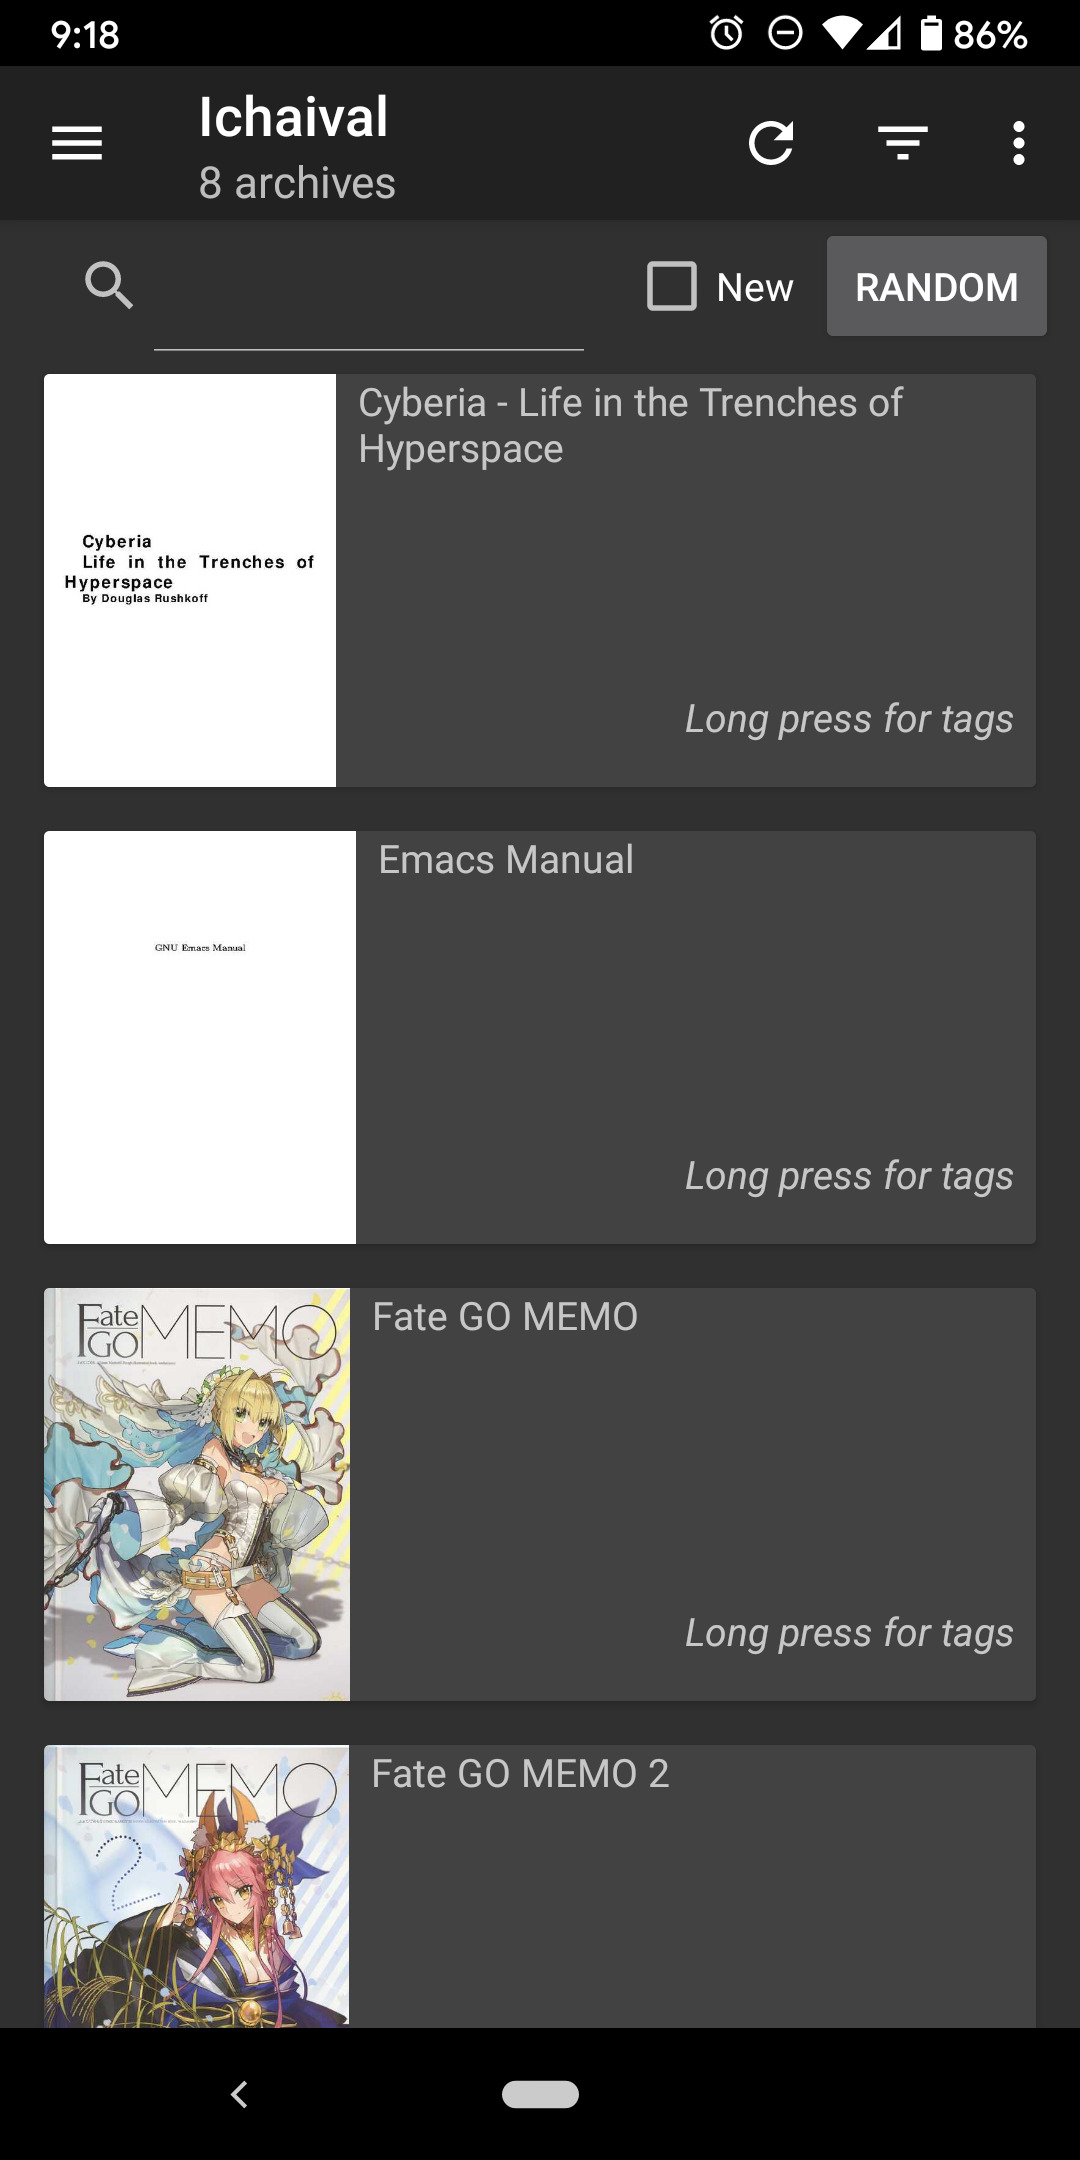 9:18
86%
Ichaival
8 archives
New
RANDOM
Cyberia - Life in the Trenches of
Hyperspace
Cyberia
Life in the Trenches of
Hyperspace
By Douglas Rushkoff
Long press for tags
Emacs Manual
GNU Emacs Manual
Long press for tags
Fate GO MEMO
Fate
GO MEMO
Long press for tags
Fate GO MEMO 2
Fate
GO MEMO
2